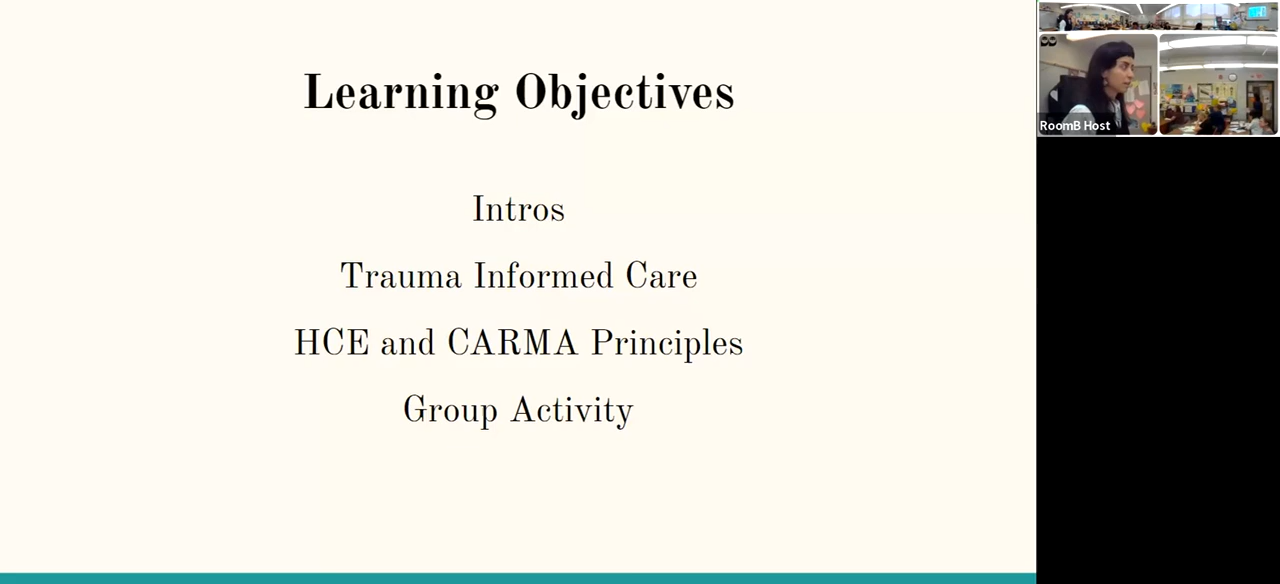 Learning Objectives
Intros
Trauma Informed Care
HCE and CARMA Principles
Group Activity
RoomB Host